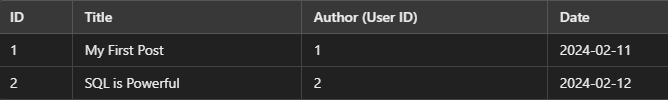 ID Title Author (User ID) Date
1 My First Post 1 2024-02-11
2 SQL is Powerful 2 2024-02-12